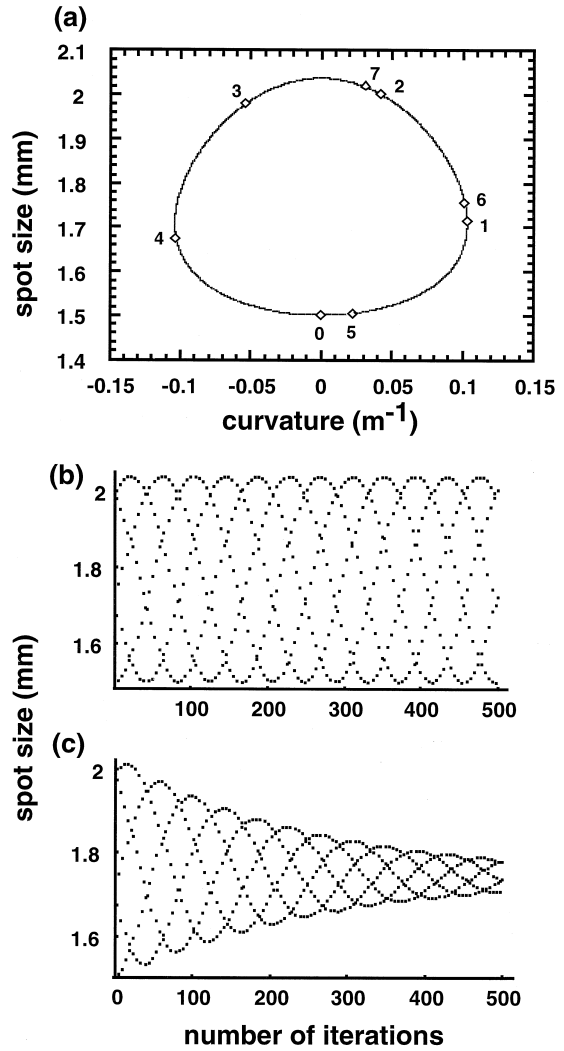 (a)
2.1
2
1.9
1.8
1.7
1.6
1.5
1.4
spot size (mm)
3
7
2
6
1
4
0
5
-0.15 -0.1 -0.05 0 0.05 0.1 0.15
curvature (m-1)
(b)
2
1.8
1.6
100 200 300 400 500
spot size (mm)
(c)
2
1.8
1.6
0 100 200 300 400 500
number of iterations